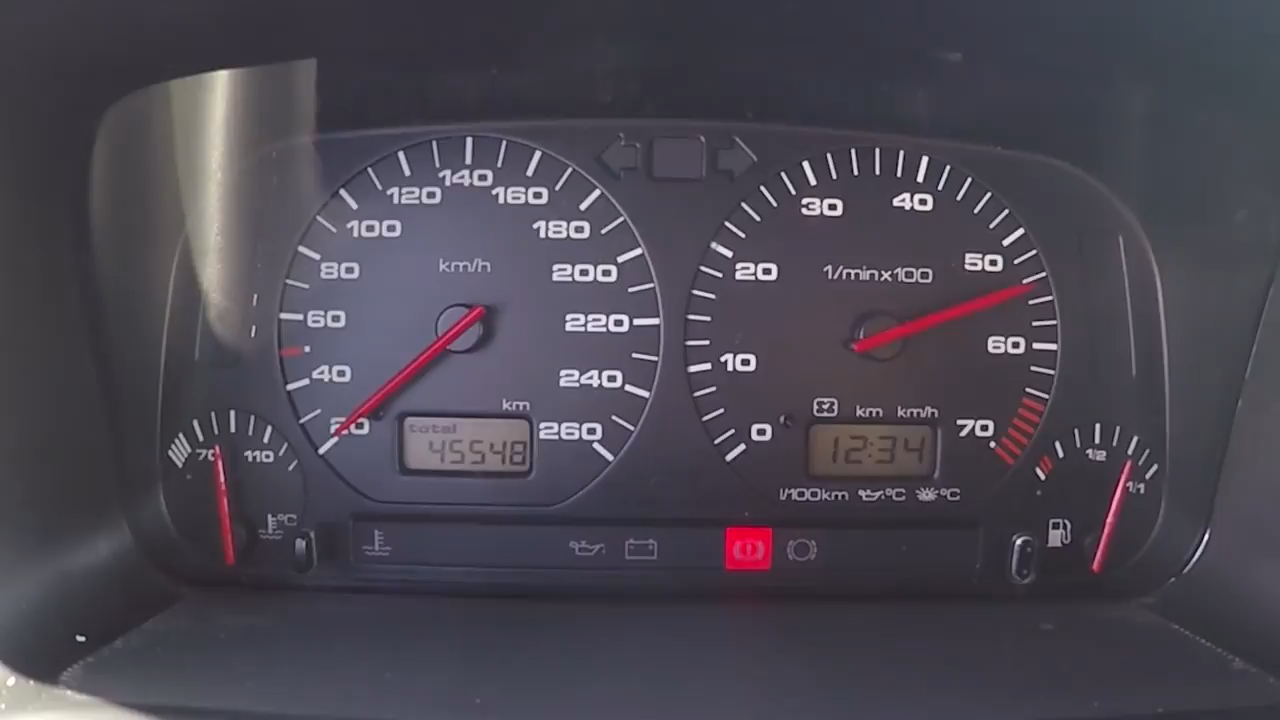 140
120 160
100 180
km/h
80 200
60 220
40 240
20 260
km
total
45548
30 40
20 50
1/min×100
10 60
0 70
km km/h
12:34
l/100km °C °C
70 110
°C
1/2
1/1